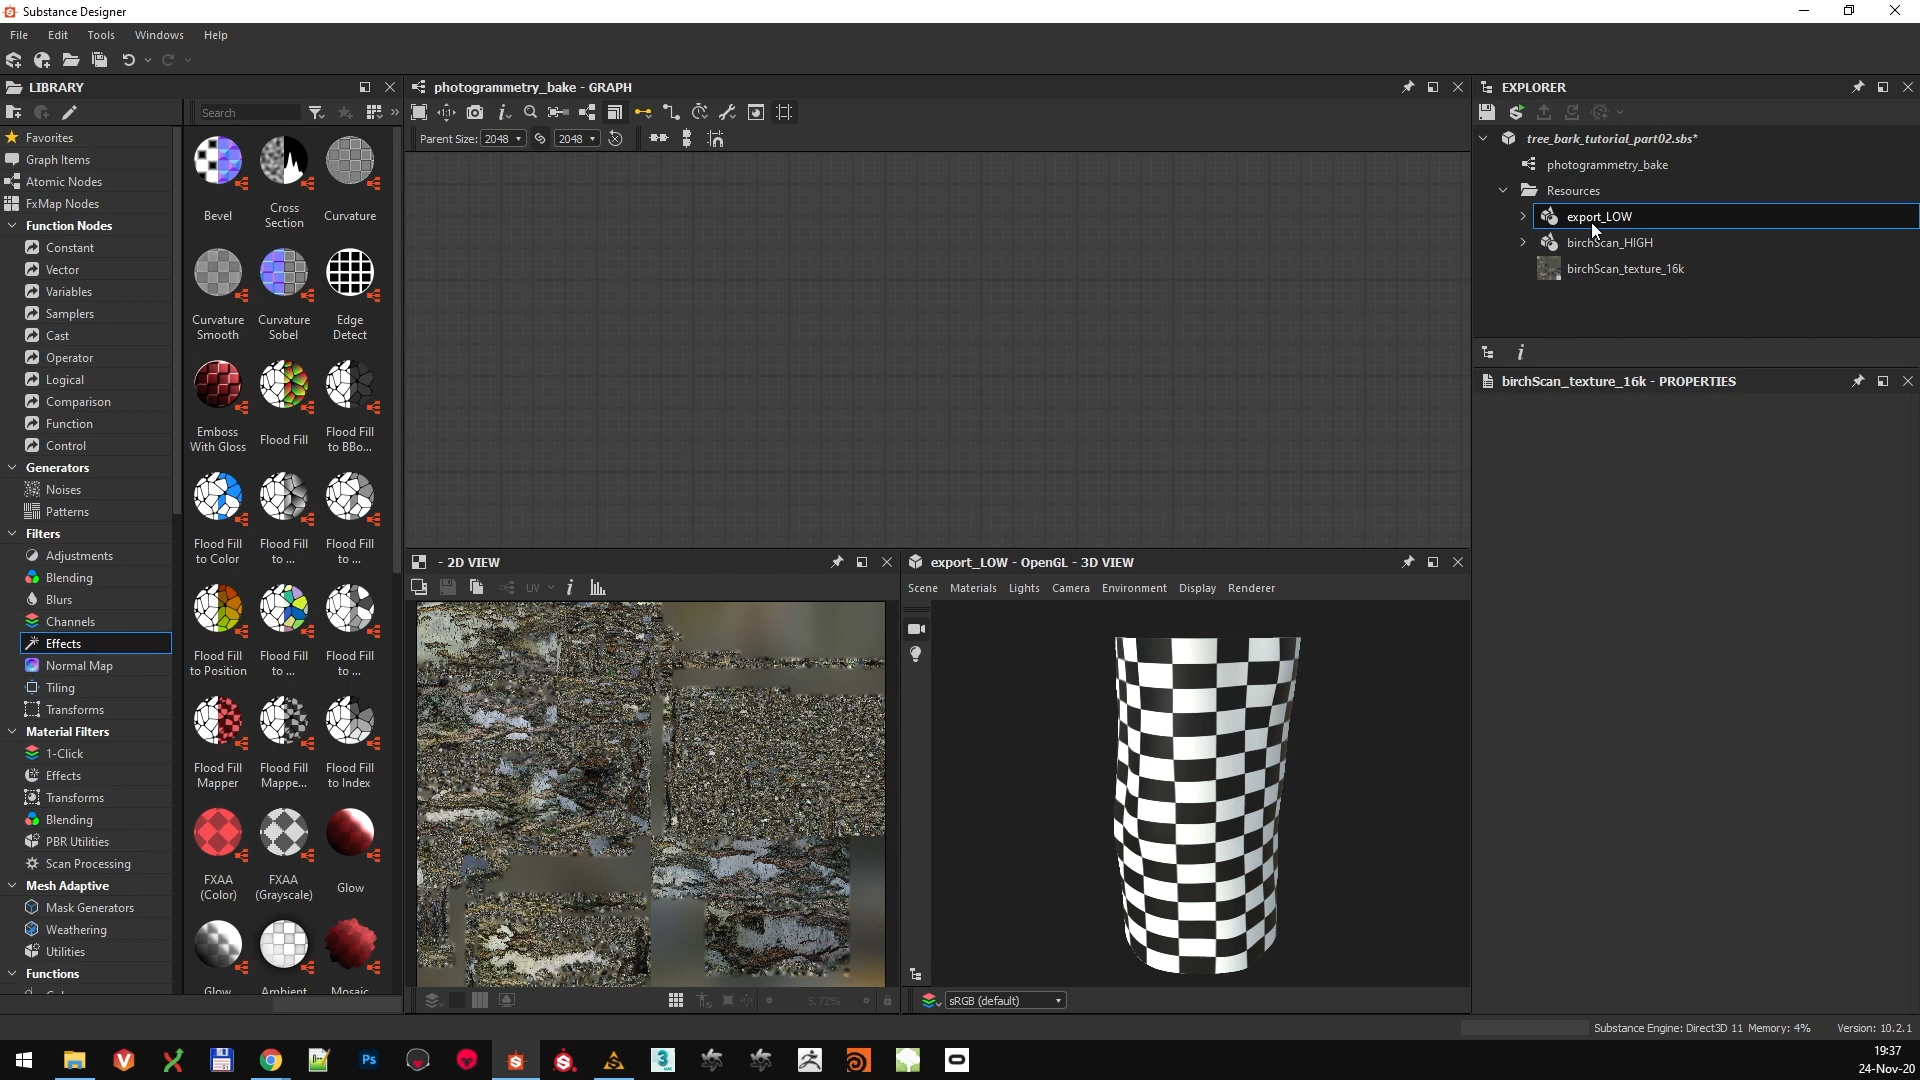 Substance Designer
File Edit Tools Windows Help
LIBRARY
Search
Favorites
Graph Items
Atomic Nodes
FxMap Nodes
Function Nodes
Constant
Vector
Variables
Samplers
Cast
Operator
Logical
Comparison
Function
Control
Generators
Noises
Patterns
Filters
Adjustments
Blending
Blurs
Channels
Effects
Normal Map
Tiling
Transforms
Material Filters
1-Click
Effects
Transforms
Blending
PBR Utilities
Scan Processing
Mesh Adaptive
Mask Generators
Weathering
Utilities
Functions
Bevel
Cross Section
Curvature
Curvature Smooth
Curvature Sobel
Edge Detect
Emboss With Gloss
Flood Fill
Flood Fill to BBo...
Flood Fill to Color
Flood Fill to ...
Flood Fill to ...
Flood Fill to Position
Flood Fill to ...
Flood Fill to ...
Flood Fill Mapper
Flood Fill Mappe...
Flood Fill to Index
FXAA (Color)
FXAA (Grayscale)
Glow
Glow
Ambient
Mosaic
photogrammetry_bake - GRAPH
Parent Size: 2048 2048
- 2D VIEW
UV
5.72%
export_LOW - OpenGL - 3D VIEW
Scene Materials Lights Camera Environment Display Renderer
sRGB (default)
EXPLORER
tree_bark_tutorial_part02.sbs*
photogrammetry_bake
Resources
export_LOW
birchScan_HIGH
birchScan_texture_16k
birchScan_texture_16k - PROPERTIES
Substance Engine: Direct3D 11 Memory: 4% Version: 10.2.1
Ps
3
19:37
24-Nov-20